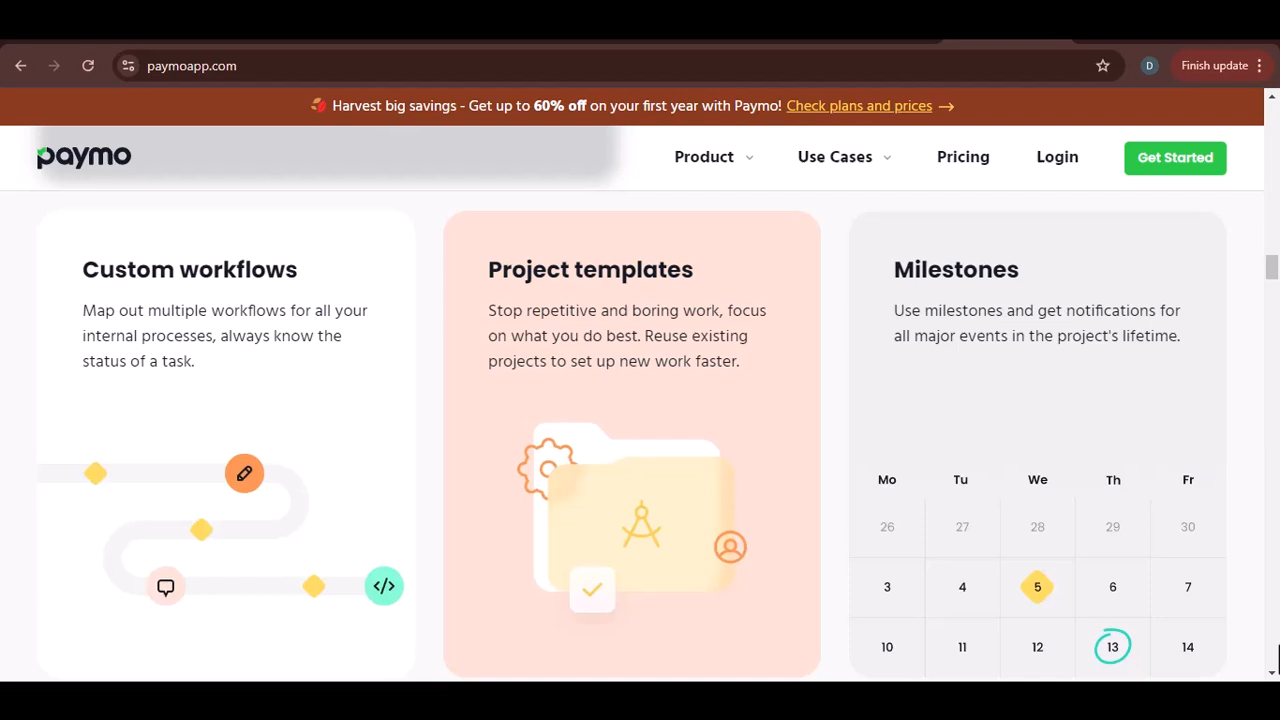 paymoapp.com
D
Finish update
Harvest big savings - Get up to 60% off on your first year with Paymo! Check plans and prices →
paymo
Product
Use Cases
Pricing
Login
Get Started
Custom workflows
Map out multiple workflows for all your
internal processes, always know the
status of a task.
</>
Project templates
Stop repetitive and boring work, focus
on what you do best. Reuse existing
projects to set up new work faster.
Milestones
Use milestones and get notifications for
all major events in the project's lifetime.
Mo Tu We Th Fr
26 27 28 29 30
3 4 5 6 7
10 11 12 13 14